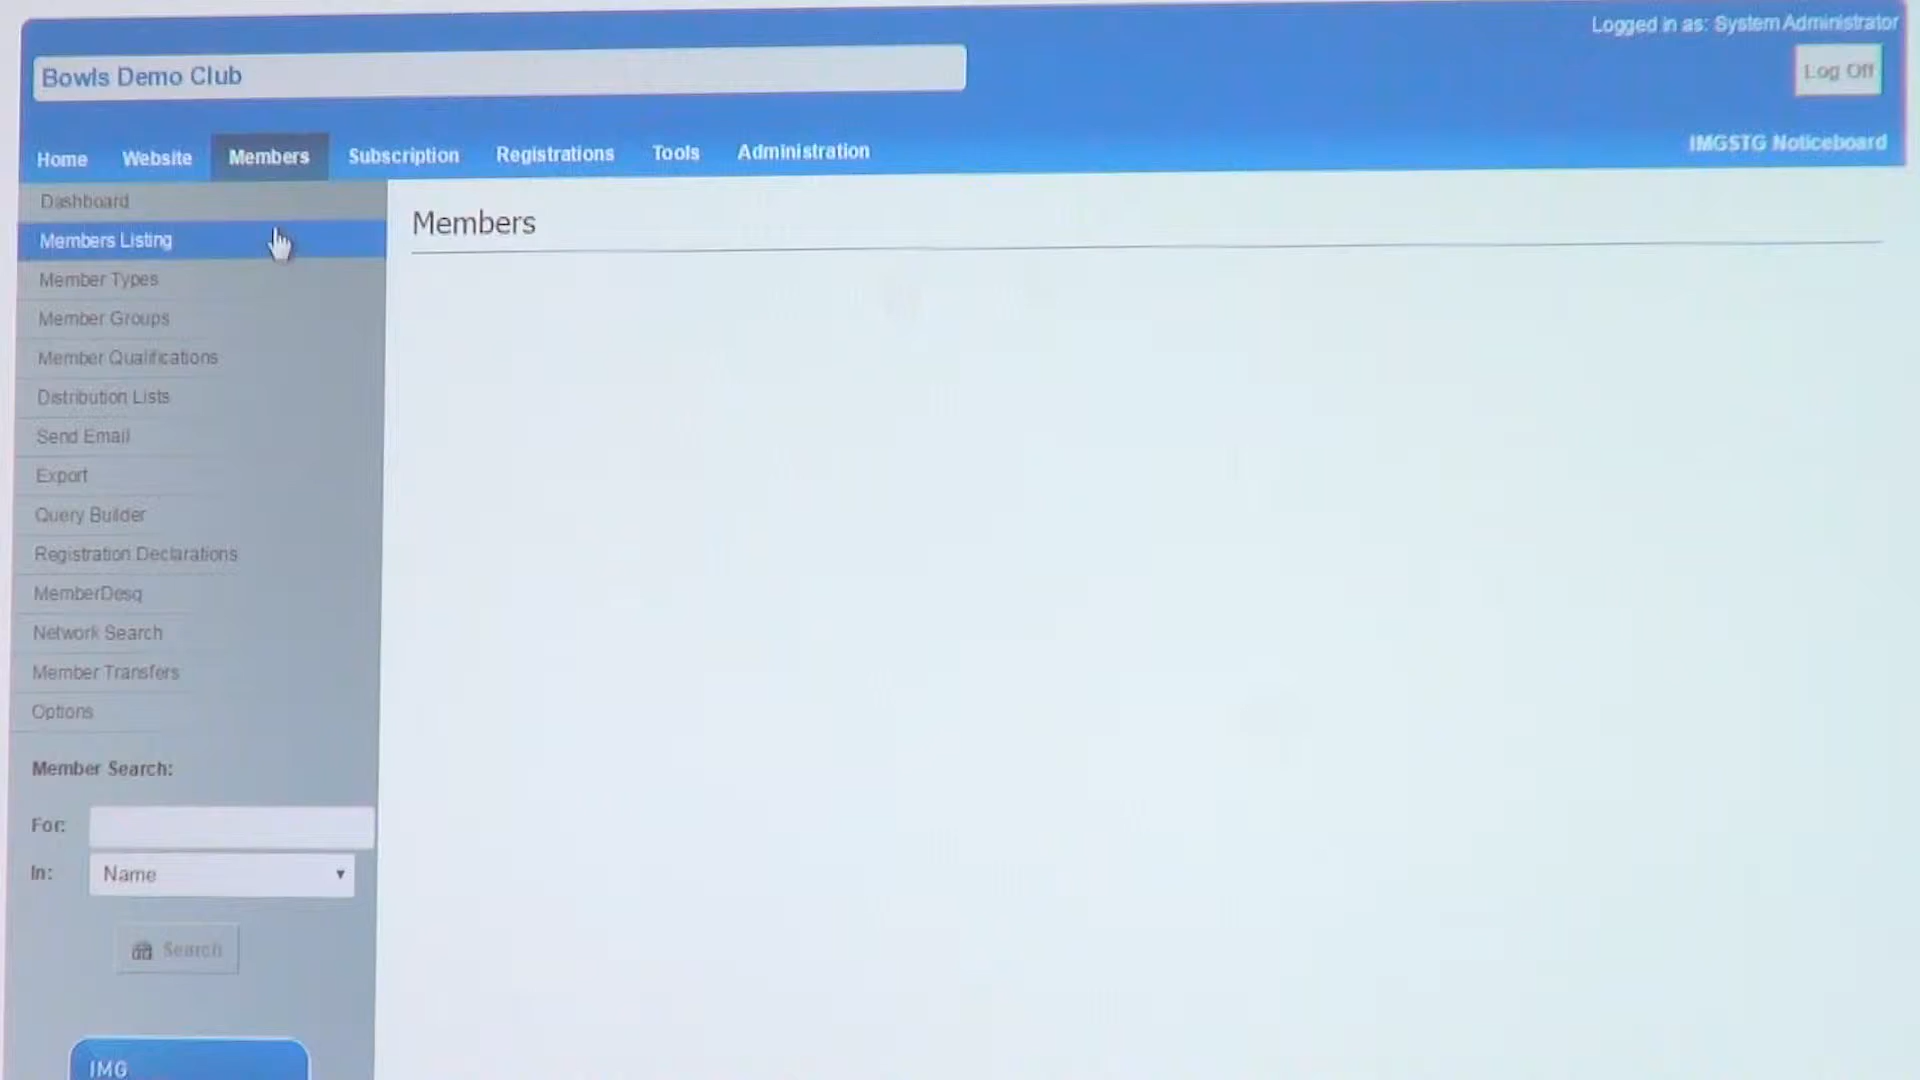 Logged in as: System Administrator
Bowls Demo Club
Log Off
Home Website Members Subscription Registrations Tools Administration
IMGSTG Noticeboard
Dashboard
Members Listing
Member Types
Member Groups
Member Qualifications
Distribution Lists
Send Email
Export
Query Builder
Registration Declarations
MemberDesq
Network Search
Member Transfers
Options
Member Search:
For:
In: Name
Search
IMG
Members